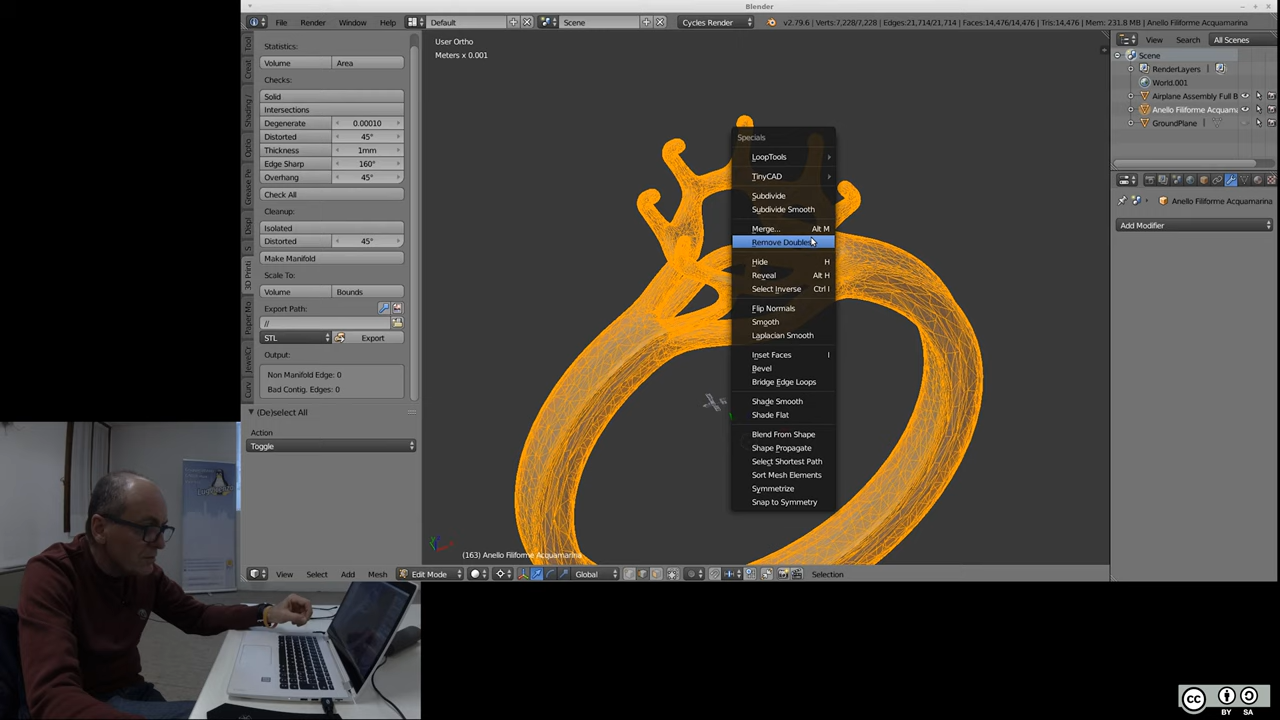 Blender
File Render Window Help Default Scene Cycles Render v2.79.6 | Verts:7,228/7,228 | Edges:21,714/21,714 | Faces:14,476/14,476 | Tris:14,476 | Mem: 231.8 MB | Anello Filiforme Acquamarina
Statistics:
Volume Area
Checks:
Solid
Intersections
Degenerate 0.00010
Distorted 45°
Thickness 1mm
Edge Sharp 160°
Overhang 45°
Check All
Cleanup:
Isolated
Distorted 45°
Make Manifold
Scale To:
Volume Bounds
Export Path:
//
STL Export
Output:
Non Manifold Edge: 0
Bad Contig. Edges: 0
(De)select All
Action
Toggle
User Ortho
Meters x 0.001
Specials
LoopTools
TinyCAD
Subdivide
Subdivide Smooth
Merge... Alt M
Remove Doubles
Hide H
Reveal Alt H
Select Inverse Ctrl I
Flip Normals
Smooth
Laplacian Smooth
Inset Faces I
Bevel
Bridge Edge Loops
Shade Smooth
Shade Flat
Blend From Shape
Shape Propagate
Select Shortest Path
Sort Mesh Elements
Symmetrize
Snap to Symmetry
(163) Anello Filiforme Acquamarina
View Select Add Mesh Edit Mode Global Selection
View Search All Scenes
Scene
RenderLayers
World.001
Airplane Assembly Full B
Anello Filiforme Acquama
GroundPlane
Anello Filiforme Acquamarina
Add Modifier
CC
BY SA